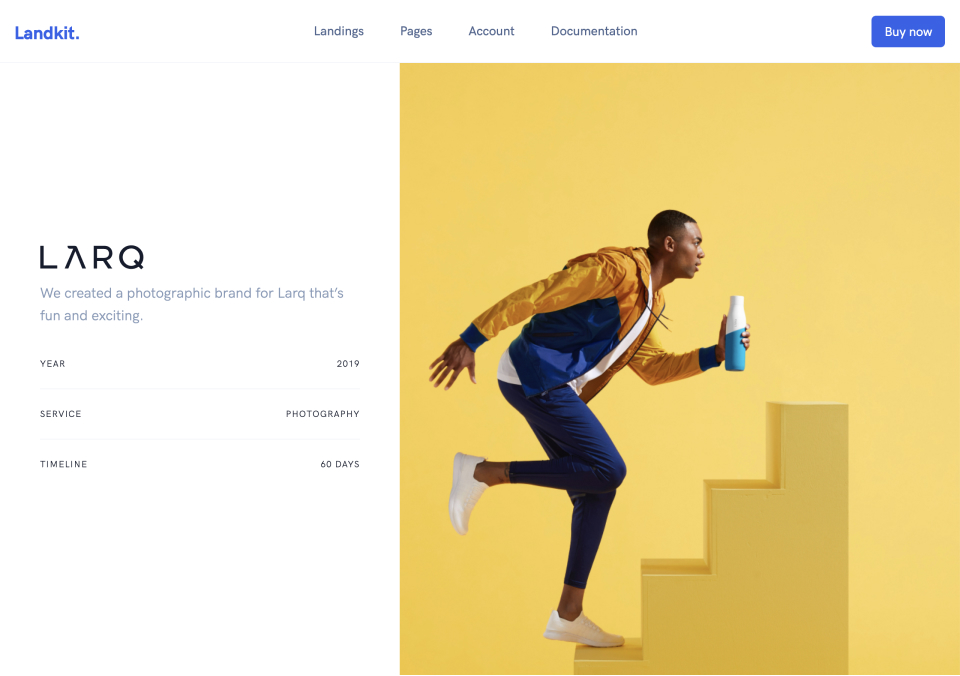 Landkit.
Landings Pages Account Documentation
Buy now
LARQ
We created a photographic brand for Larq that’s
fun and exciting.
YEAR 2019
SERVICE PHOTOGRAPHY
TIMELINE 60 DAYS